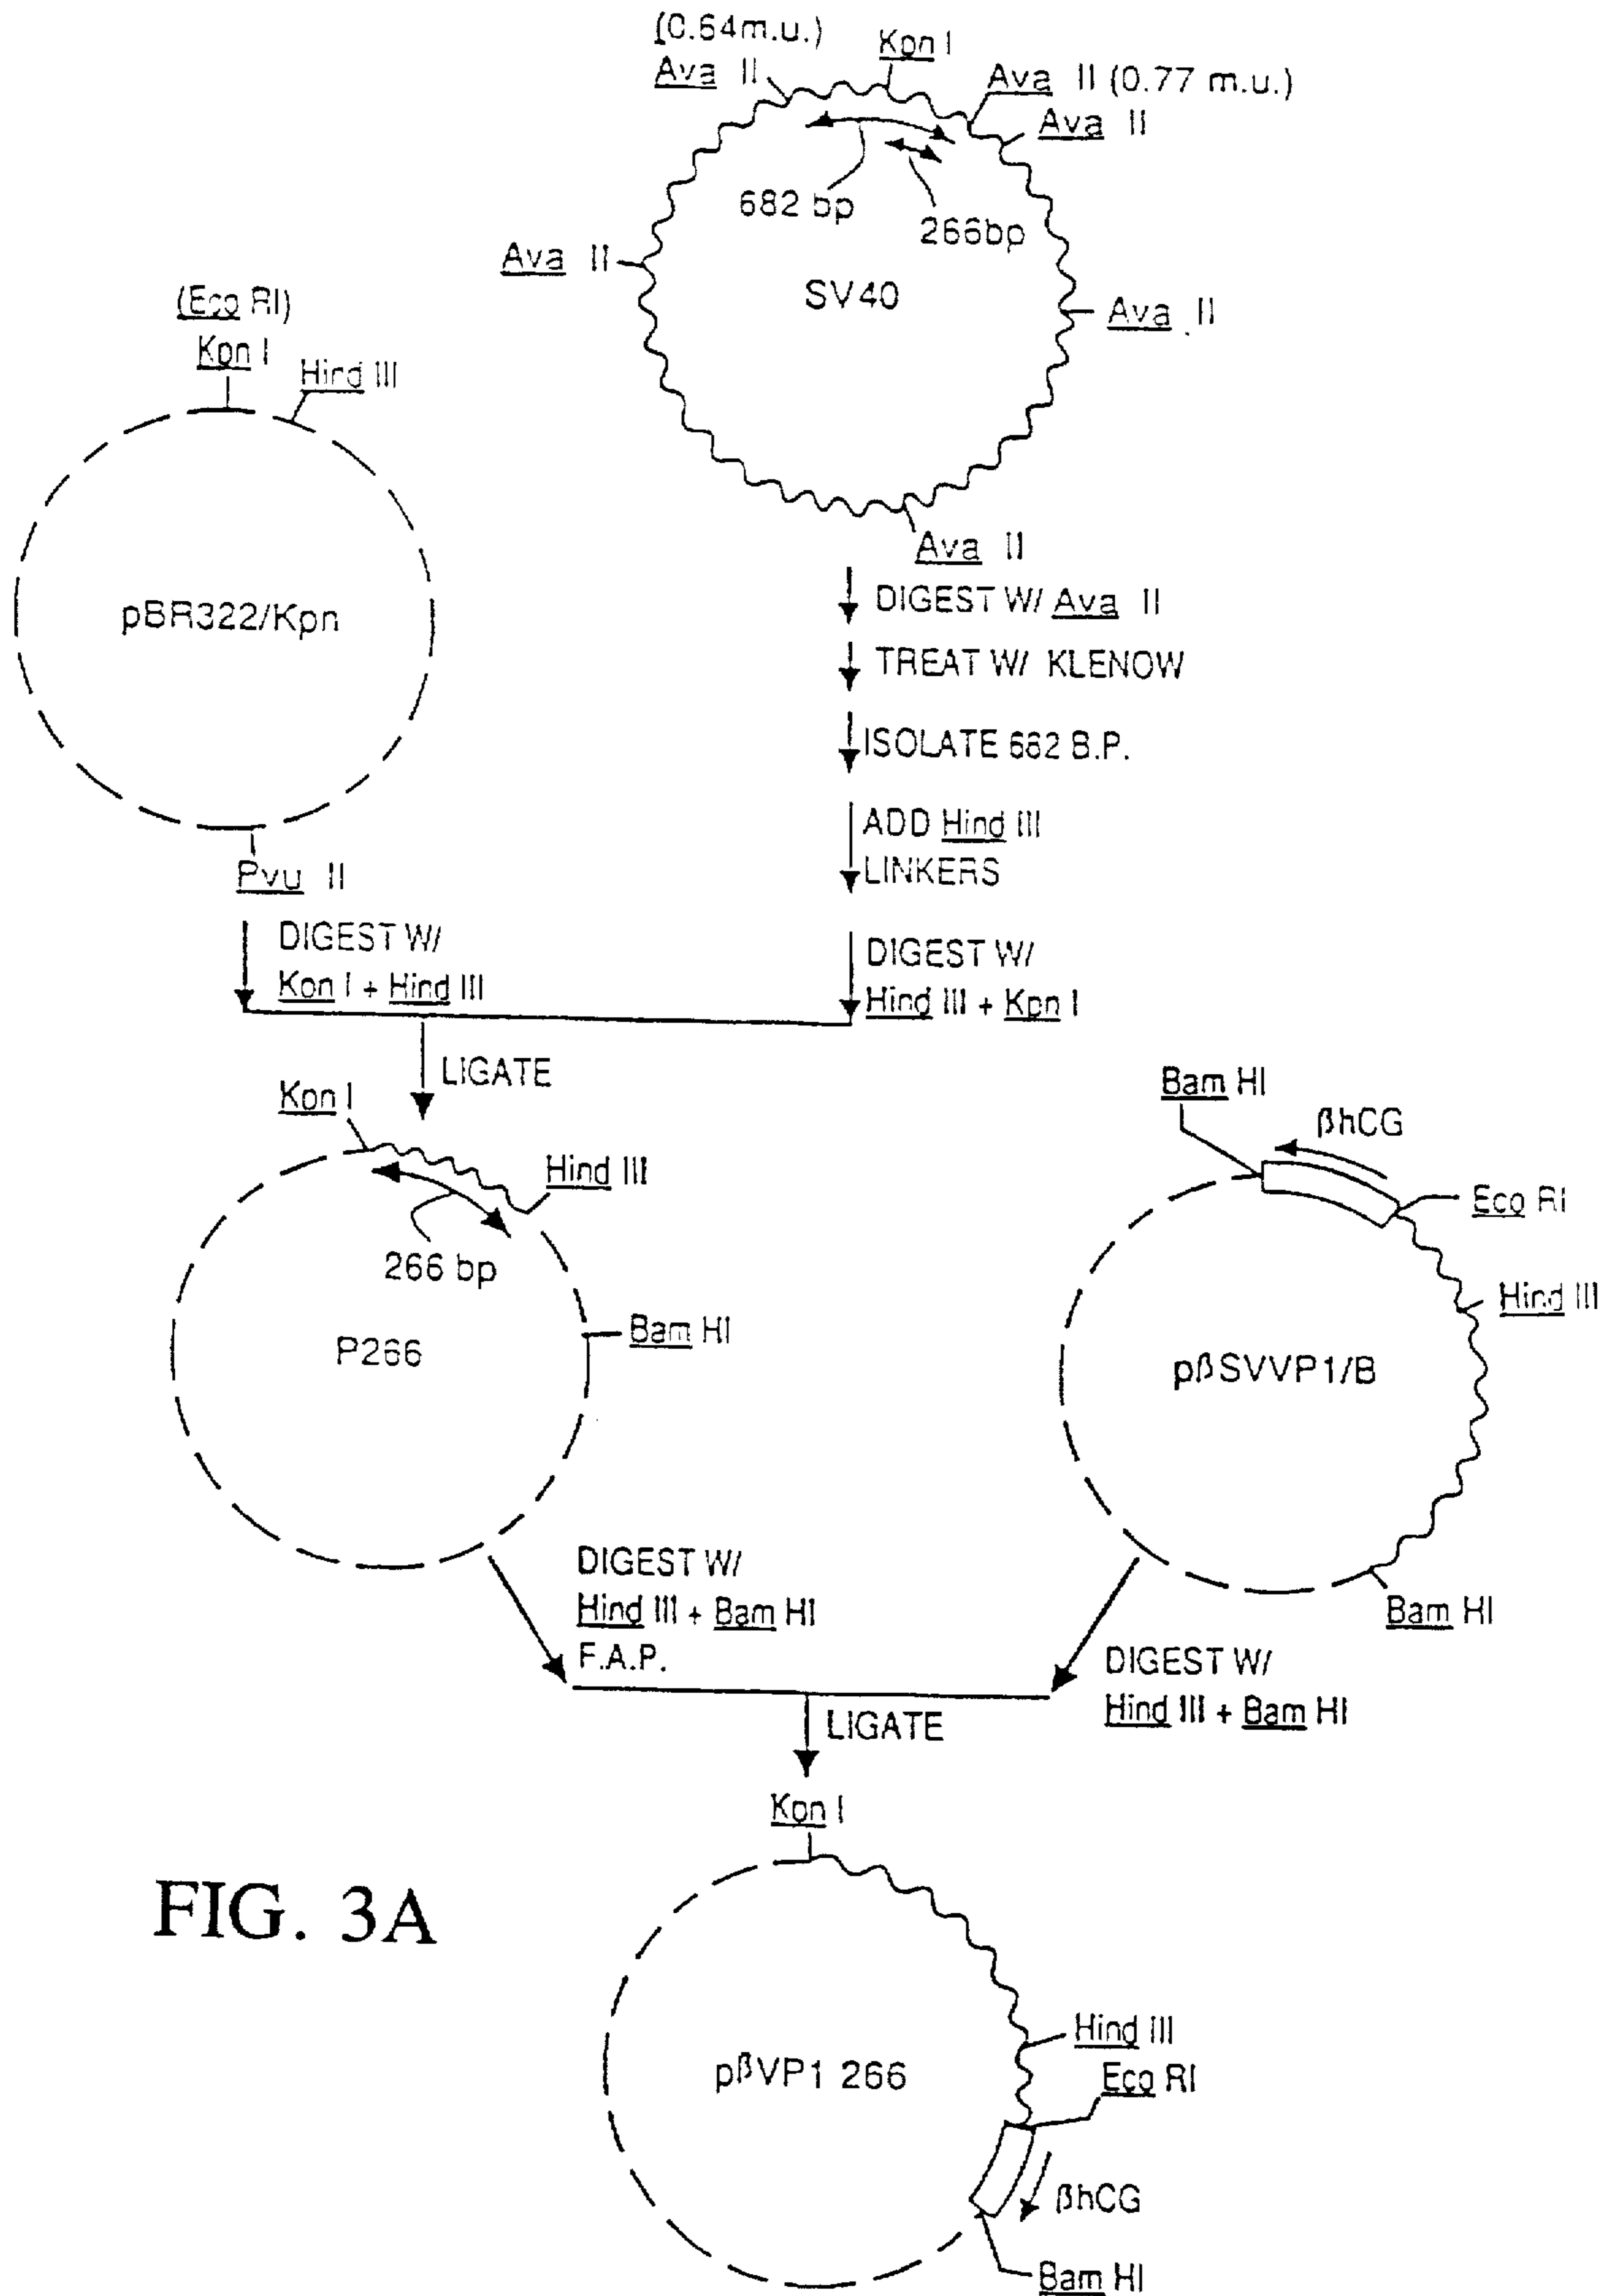 (0.64m.u.)
Ava II
Kpn I
Ava II (0.77 m.u.)
Ava II
682 bp
266bp
Ava II
SV40
Ava II
(Eco RI)
Kpn I
Hind III
pBR322/Kpn
Ava II
DIGEST W/ Ava II
TREAT W/ KLENOW
ISOLATE 682 B.P.
ADD Hind III
LINKERS
Pvu II
DIGEST W/
Kpn I + Hind III
DIGEST W/
Hind III + Kpn I
LIGATE
Kpn I
Hind III
266 bp
P266
Bam HI
Bam HI
βhCG
Eco RI
Hind III
pβSVVP1/B
Bam HI
DIGEST W/
Hind III + Bam HI
F.A.P.
DIGEST W/
Hind III + Bam HI
LIGATE
Kpn I
FIG. 3A
pβVP1 266
Hind III
Eco RI
βhCG
Bam HI